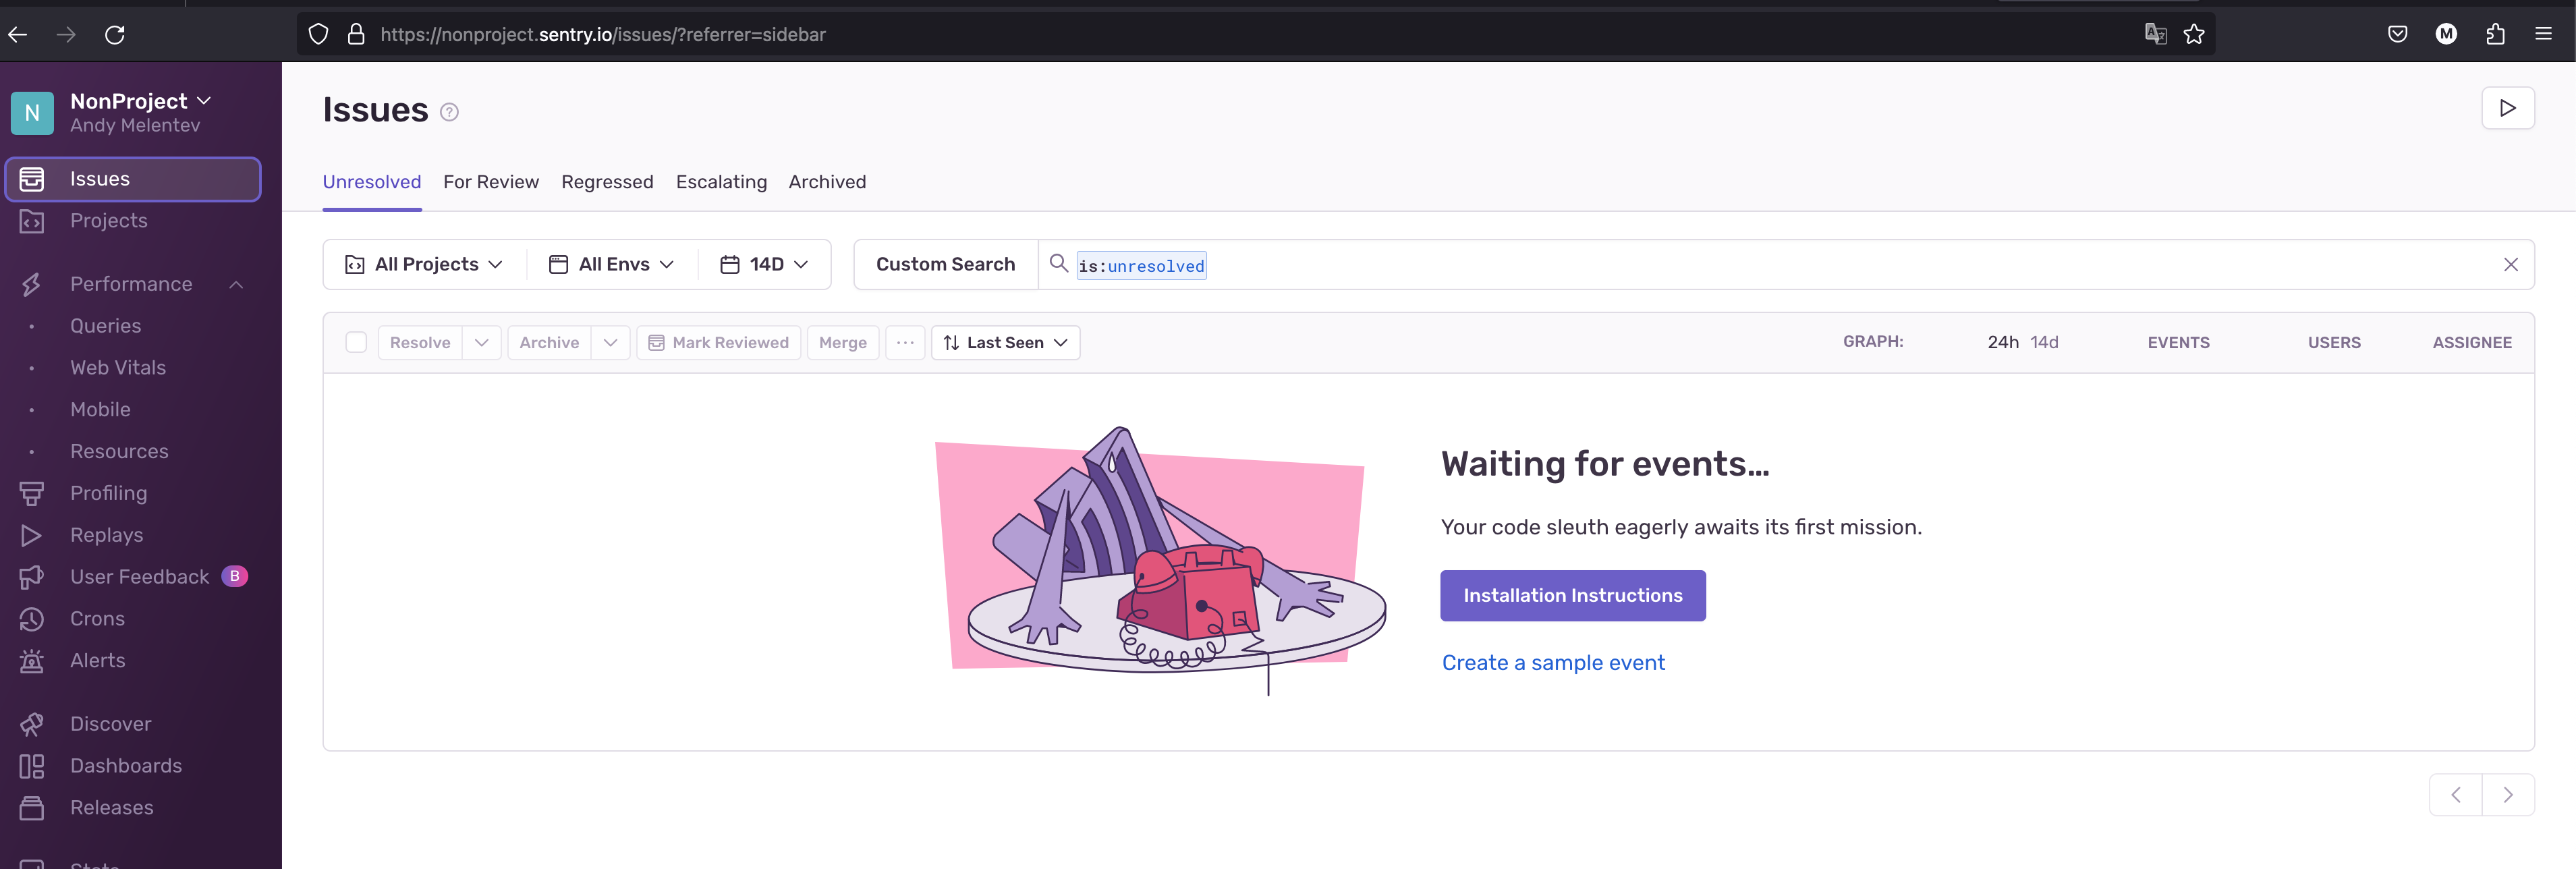 https://nonproject.sentry.io/issues/?referrer=sidebar
M
N
NonProject
Andy Melentev
Issues
Projects
Performance
Queries
Web Vitals
Mobile
Resources
Profiling
Replays
User Feedback B
Crons
Alerts
Discover
Dashboards
Releases
Stats
Issues ?
Unresolved For Review Regressed Escalating Archived
All Projects All Envs 14D Custom Search is:unresolved
Resolve Archive Mark Reviewed Merge ... Last Seen GRAPH: 24h 14d EVENTS USERS ASSIGNEE
Waiting for events…
Your code sleuth eagerly awaits its first mission.
Installation Instructions
Create a sample event